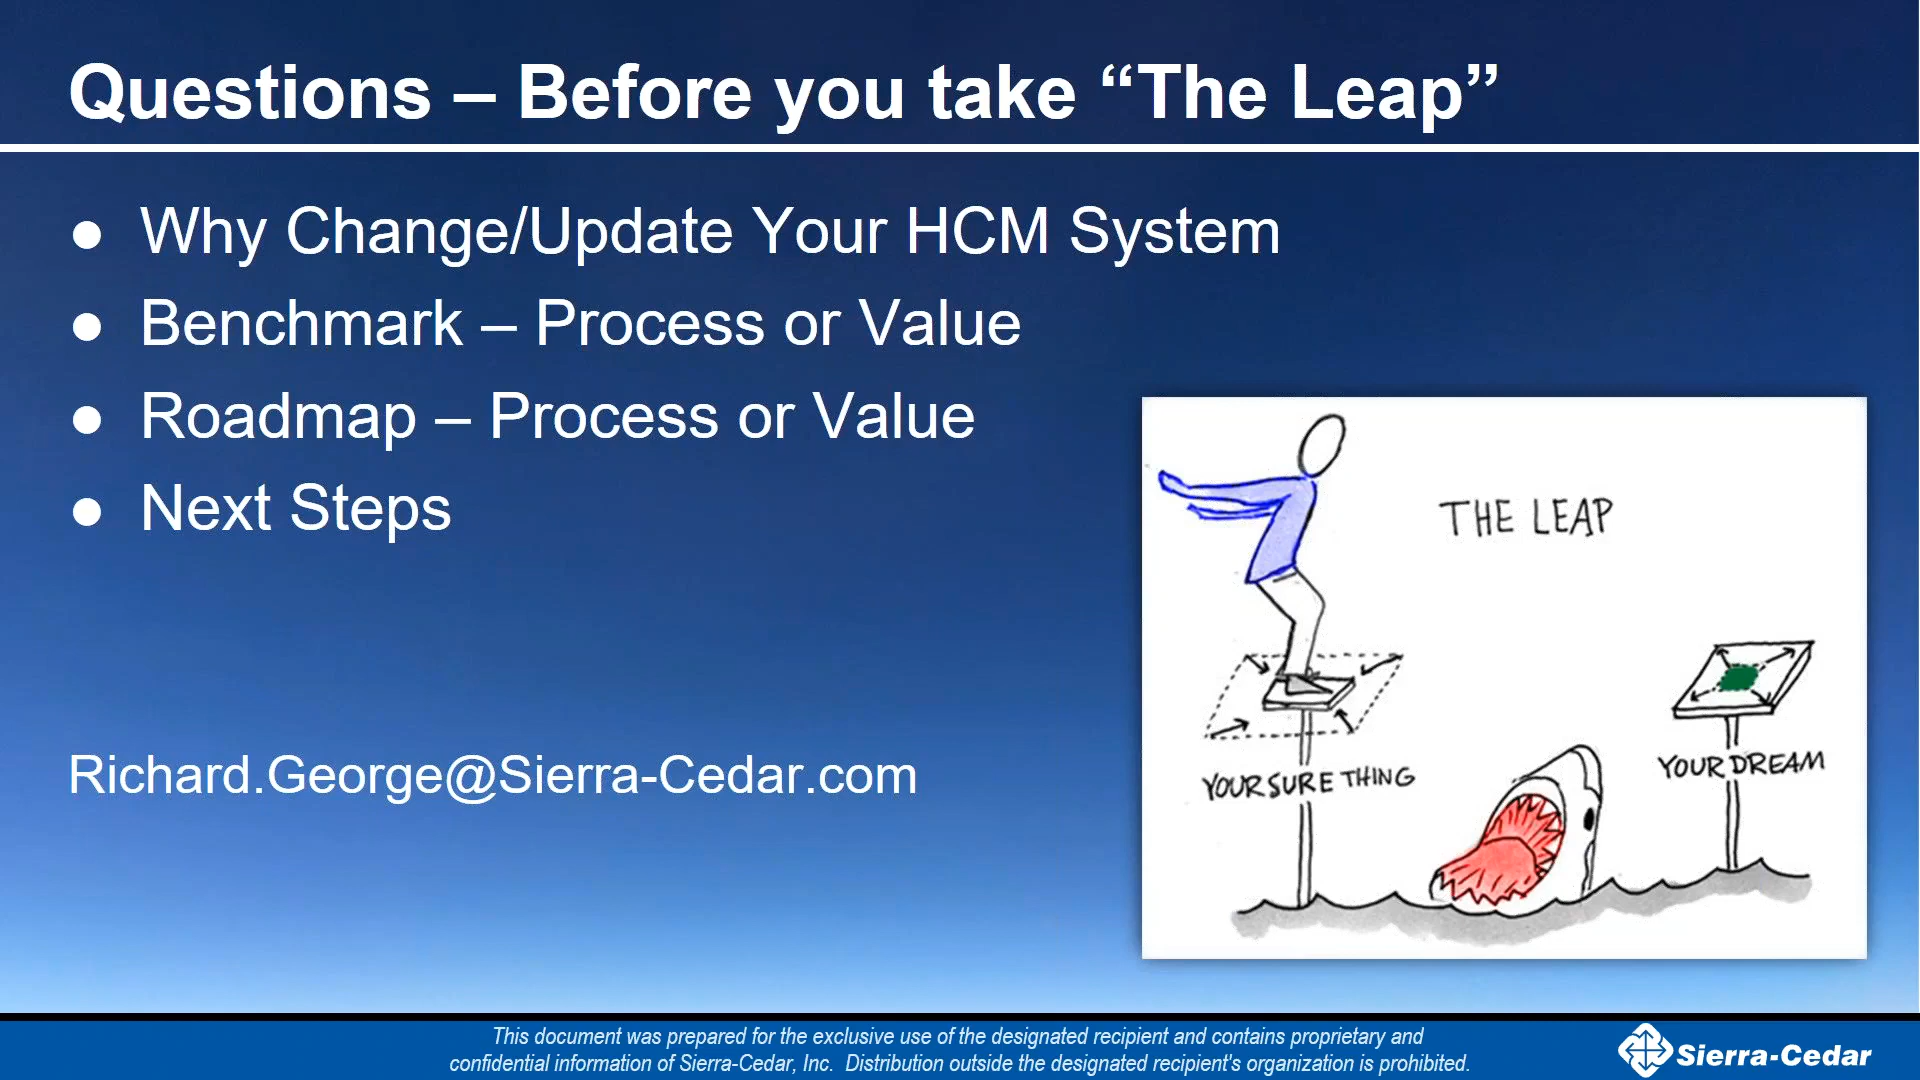 Questions – Before you take “The Leap”
● Why Change/Update Your HCM System
● Benchmark – Process or Value
● Roadmap – Process or Value
● Next Steps
Richard.George@Sierra-Cedar.com
THE LEAP
YOUR SURE THING
YOUR DREAM
This document was prepared for the exclusive use of the designated recipient and contains proprietary and
confidential information of Sierra-Cedar, Inc.  Distribution outside the designated recipient's organization is prohibited.
Sierra-Cedar